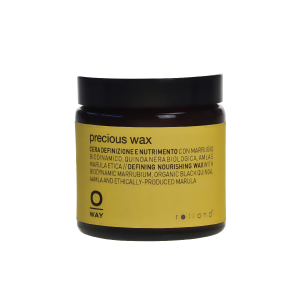 precious wax
CERA DEFINIZIONE E NUTRIMENTO CON MARRUBIO
BIODINAMICO, QUINOA NERA BIOLOGICA, AMLA E
MARULA ETICA / DEFINING NOURISHING WAX WITH
BIODYNAMIC MARRUBIUM, ORGANIC BLACK QUINOA,
AMLA AND ETHICALLY-PRODUCED MARULA
O
WAY
rolland